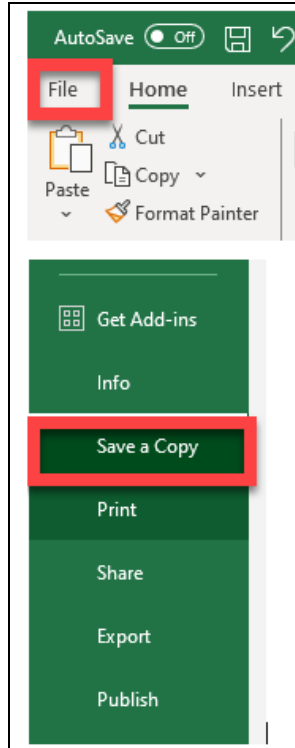 AutoSave Off
File Home Insert
Cut
Copy
Paste
Format Painter
Get Add-ins
Info
Save a Copy
Print
Share
Export
Publish